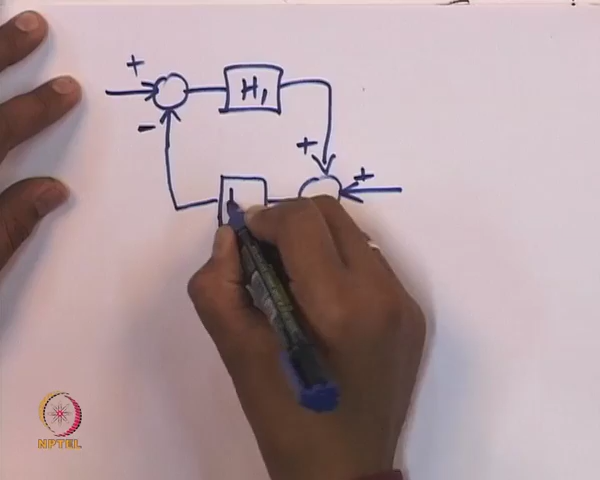 +
H₁
-
+
+
NPTEL